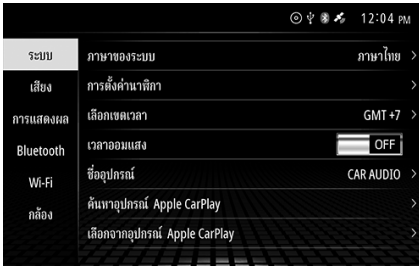 12:04 PM
ระบบ
เสียง
การแสดงผล
Bluetooth
Wi-Fi
กล้อง
ภาษาของระบบ ภาษาไทย
การตั้งค่านาฬิกา
เลือกเขตเวลา GMT +7
เวลาออมแสง OFF
ชื่ออุปกรณ์ CAR AUDIO
ค้นหาอุปกรณ์ Apple CarPlay
เลือกจากอุปกรณ์ Apple CarPlay